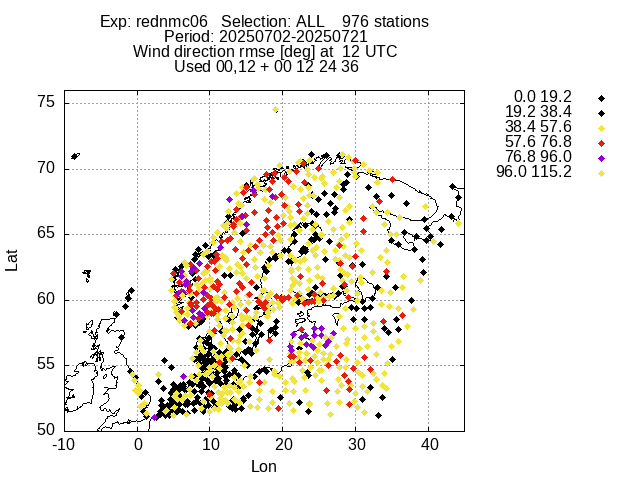 Exp: rednmc06   Selection: ALL    976 stations
Period: 20250702-20250721
Wind direction rmse [deg] at  12 UTC
Used 00,12 + 00 12 24 36
0.0 19.2
19.2 38.4
38.4 57.6
57.6 76.8
76.8 96.0
96.0 115.2
75
70
65
60
55
50
Lat
-10 0 10 20 30 40
Lon